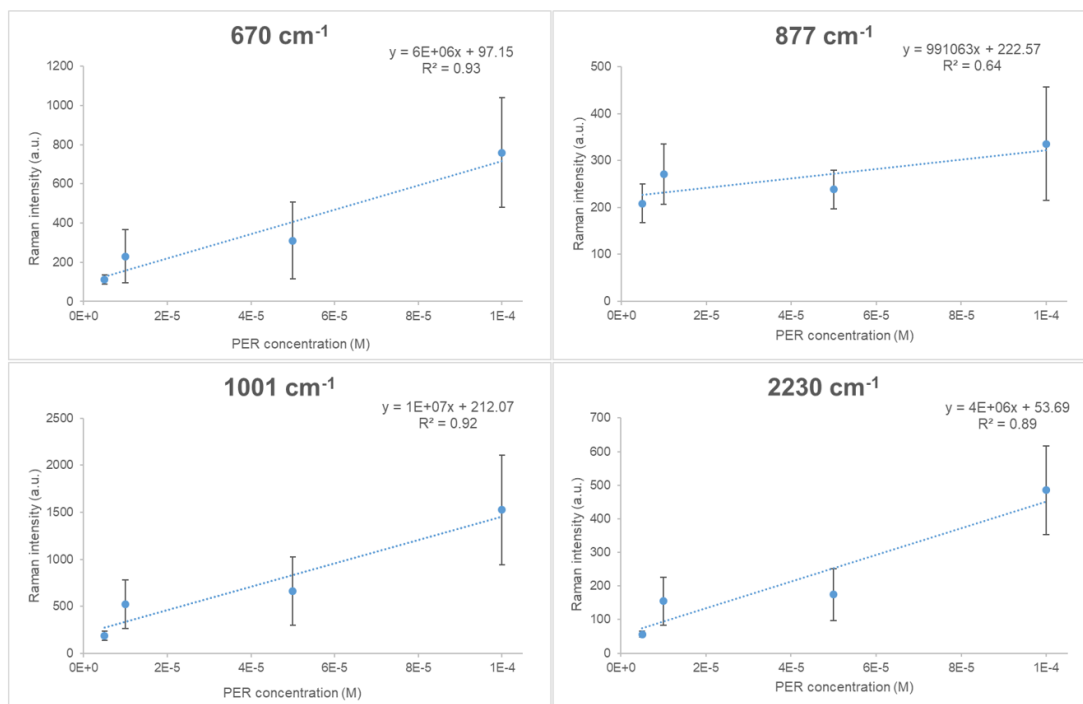 670 cm⁻¹
y = 6E+06x + 97.15
R² = 0.93
1200
1000
800
600
400
200
0
Raman intensity (a.u.)
0E+0 2E-5 4E-5 6E-5 8E-5 1E-4
PER concentration (M)
877 cm⁻¹
y = 991063x + 222.57
R² = 0.64
500
400
300
200
100
0
Raman intensity (a.u.)
0E+0 2E-5 4E-5 6E-5 8E-5 1E-4
PER concentration (M)
1001 cm⁻¹
y = 1E+07x + 212.07
R² = 0.92
2500
2000
1500
1000
500
0
Raman intensity (a.u.)
0E+0 2E-5 4E-5 6E-5 8E-5 1E-4
PER concentration (M)
2230 cm⁻¹
y = 4E+06x + 53.69
R² = 0.89
700
600
500
400
300
200
100
0
Raman intensity (a.u.)
0E+0 2E-5 4E-5 6E-5 8E-5 1E-4
PER concentration (M)